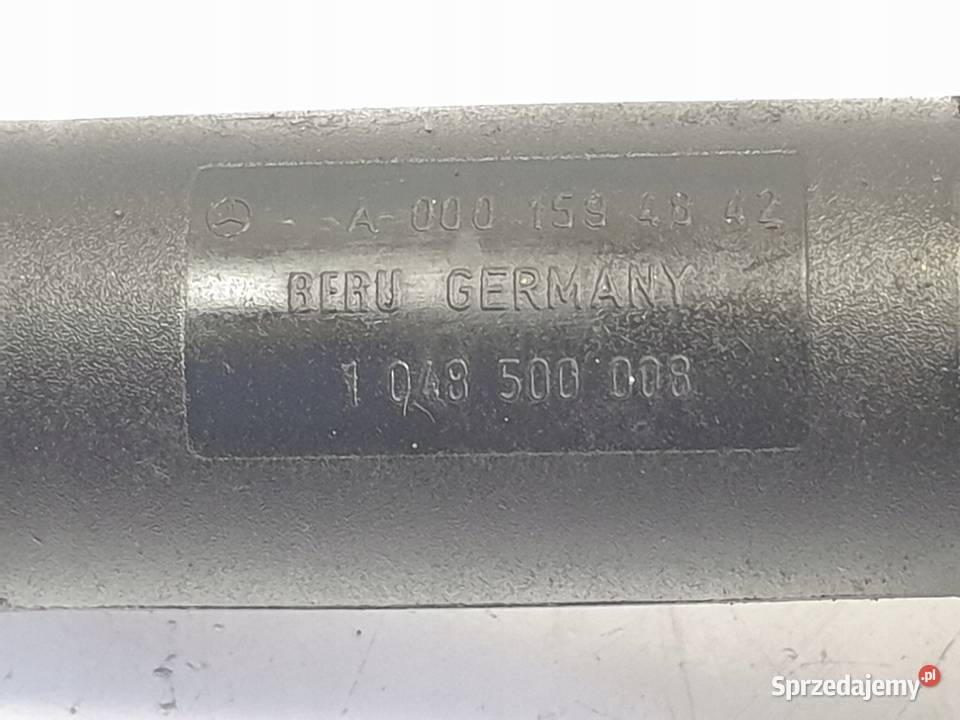 A 000 159 48 42
BERU GERMANY
1 048 500 008
Sprzedajemy.pl